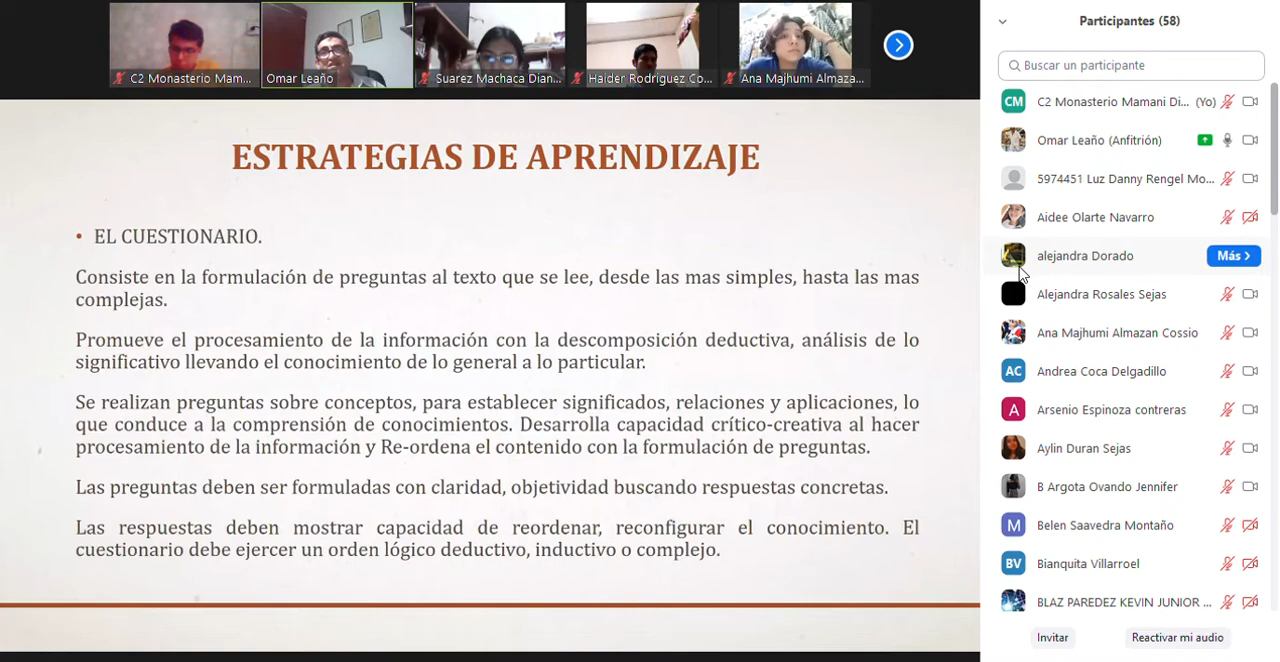 C2 Monasterio Mam...
Omar Leaño
Suarez Machaca Dian...
Haider Rodriguez Co...
Ana Majhumi Almaza...
ESTRATEGIAS DE APRENDIZAJE
• EL CUESTIONARIO.
Consiste en la formulación de preguntas al texto que se lee, desde las mas simples, hasta las mas
complejas.
Promueve el procesamiento de la información con la descomposición deductiva, análisis de lo
significativo llevando el conocimiento de lo general a lo particular.
Se realizan preguntas sobre conceptos, para establecer significados, relaciones y aplicaciones, lo
que conduce a la comprensión de conocimientos. Desarrolla capacidad crítico-creativa al hacer
procesamiento de la información y Re-ordena el contenido con la formulación de preguntas.
Las preguntas deben ser formuladas con claridad, objetividad buscando respuestas concretas.
Las respuestas deben mostrar capacidad de reordenar, reconfigurar el conocimiento. El
cuestionario debe ejercer un orden lógico deductivo, inductivo o complejo.
Participantes (58)
Buscar un participante
CM C2 Monasterio Mamani Di... (Yo)
Omar Leaño (Anfitrión)
5974451 Luz Danny Rengel Mo...
Aidee Olarte Navarro
alejandra Dorado Más >
Alejandra Rosales Sejas
Ana Majhumi Almazan Cossio
AC Andrea Coca Delgadillo
A Arsenio Espinoza contreras
Aylin Duran Sejas
B Argota Ovando Jennifer
M Belen Saavedra Montaño
BV Bianquita Villarroel
BLAZ PAREDEZ KEVIN JUNIOR ...
Invitar Reactivar mi audio